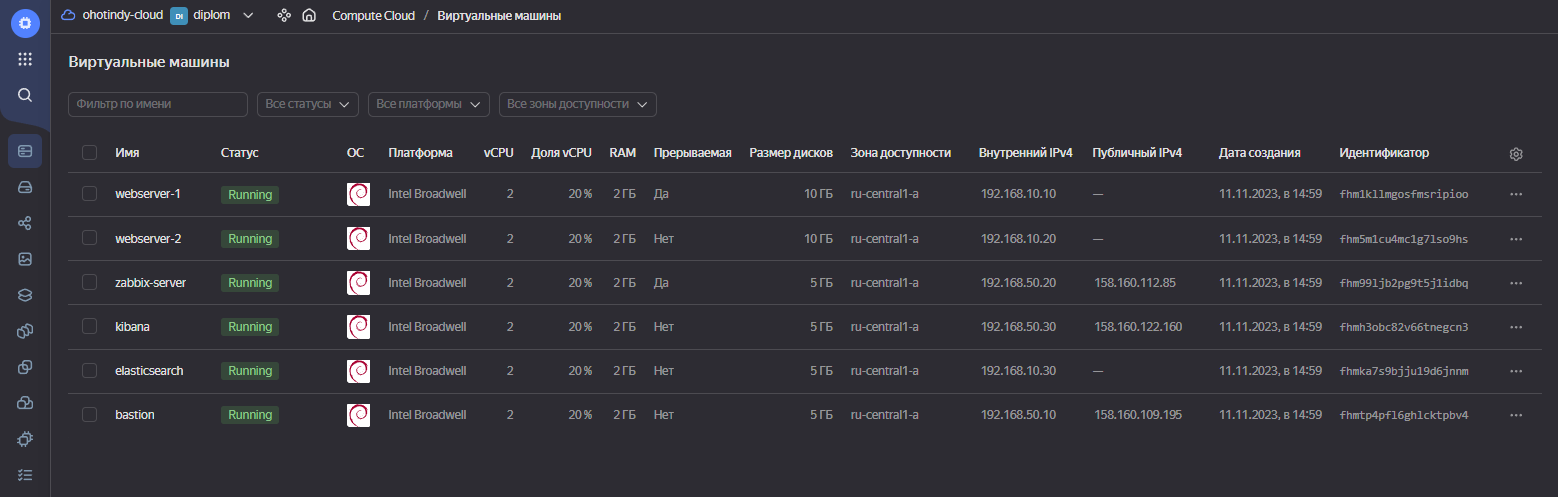 ohotindy-cloud DI diplom Compute Cloud / Виртуальные машины
Виртуальные машины
Фильтр по имени Все статусы Все платформы Все зоны доступности
Имя Статус ОС Платформа vCPU Доля vCPU RAM Прерываемая Размер дисков Зона доступности Внутренний IPv4 Публичный IPv4 Дата создания Идентификатор
webserver-1 Running Intel Broadwell 2 20 % 2 ГБ Да 10 ГБ ru-central1-a 192.168.10.10 — 11.11.2023, в 14:59 fhm1kllmgosfmsripioo
webserver-2 Running Intel Broadwell 2 20 % 2 ГБ Нет 10 ГБ ru-central1-a 192.168.10.20 — 11.11.2023, в 14:59 fhm5m1cu4mc1g7lso9hs
zabbix-server Running Intel Broadwell 2 20 % 2 ГБ Да 5 ГБ ru-central1-a 192.168.50.20 158.160.112.85 11.11.2023, в 14:59 fhm99ljb2pg9t5j1idbq
kibana Running Intel Broadwell 2 20 % 2 ГБ Нет 5 ГБ ru-central1-a 192.168.50.30 158.160.122.160 11.11.2023, в 14:59 fhmh3obc82v66tnegcn3
elasticsearch Running Intel Broadwell 2 20 % 2 ГБ Нет 5 ГБ ru-central1-a 192.168.10.30 — 11.11.2023, в 14:59 fhmka7s9bjju19d6jnnm
bastion Running Intel Broadwell 2 20 % 2 ГБ Нет 5 ГБ ru-central1-a 192.168.50.10 158.160.109.195 11.11.2023, в 14:59 fhmtp4pfl6ghlcktpbv4